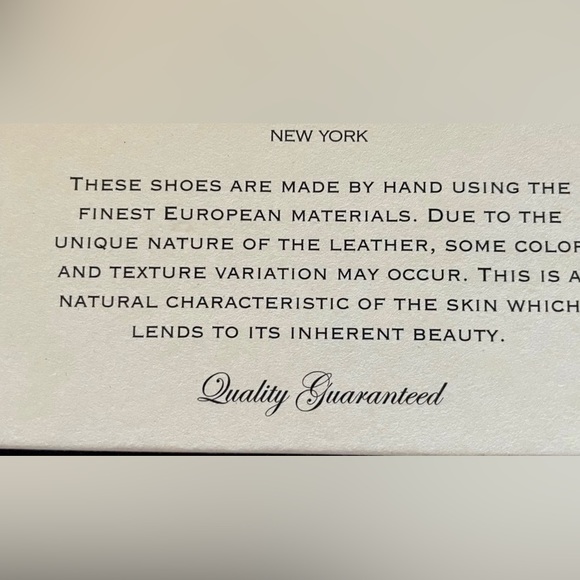 NEW YORK
THESE SHOES ARE MADE BY HAND USING THE
FINEST EUROPEAN MATERIALS. DUE TO THE
UNIQUE NATURE OF THE LEATHER, SOME COLOR
AND TEXTURE VARIATION MAY OCCUR. THIS IS A
NATURAL CHARACTERISTIC OF THE SKIN WHICH
LENDS TO ITS INHERENT BEAUTY.
Quality Guaranteed